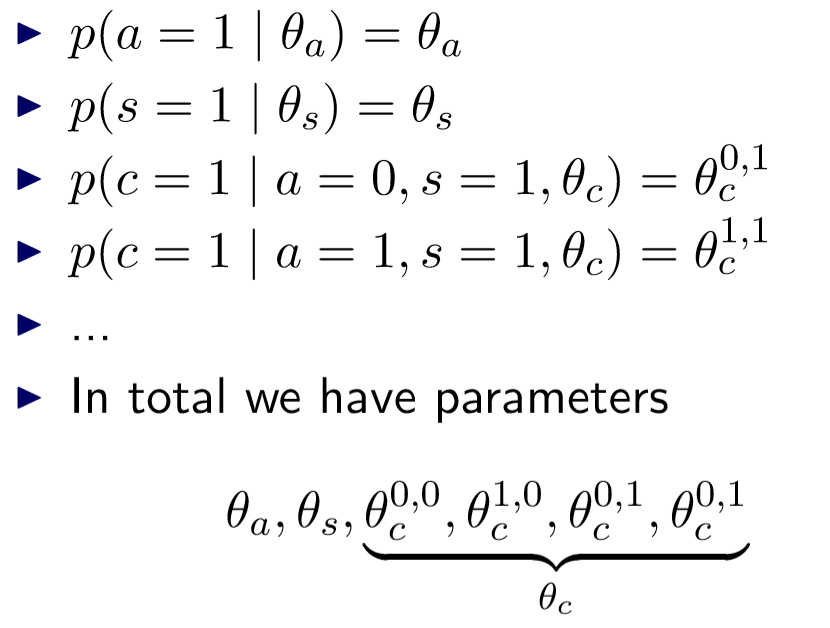 ▶ p(a = 1 | θ_a) = θ_a
▶ p(s = 1 | θ_s) = θ_s
▶ p(c = 1 | a = 0, s = 1, θ_c) = θ_c^{0,1}
▶ p(c = 1 | a = 1, s = 1, θ_c) = θ_c^{1,1}
▶ ...
▶ In total we have parameters
θ_a, θ_s, θ_c^{0,0}, θ_c^{1,0}, θ_c^{0,1}, θ_c^{0,1}
θ_c